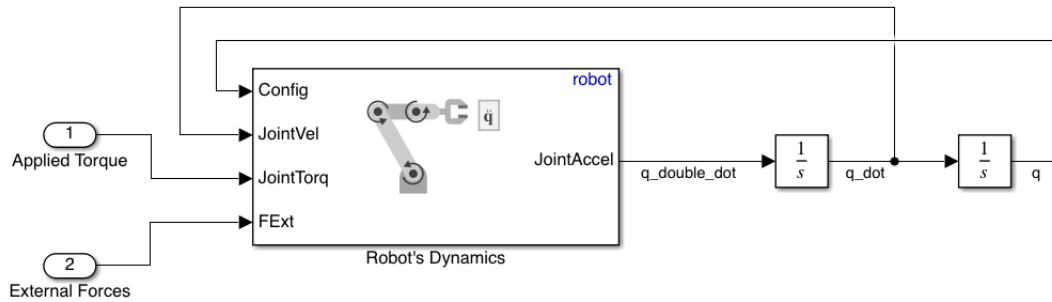 robot
Config
JointVel
JointTorq
FExt
q̈
JointAccel
1
Applied Torque
2
External Forces
Robot's Dynamics
q_double_dot
1
s
q_dot
1
s
q